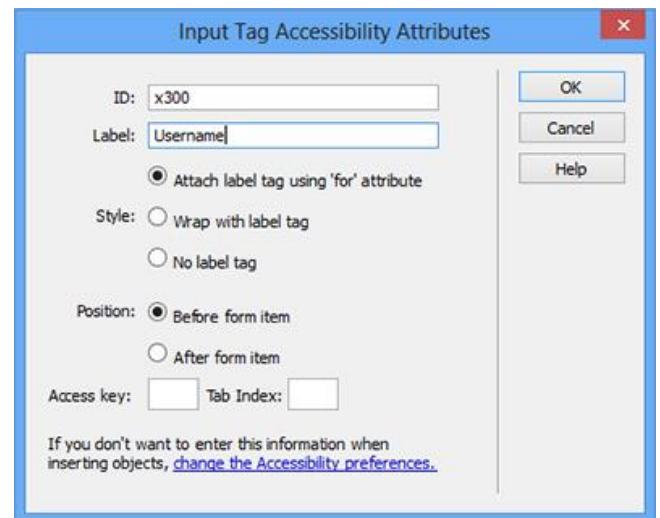 Input Tag Accessibility Attributes
ID: x300
OK
Label: Username
Cancel
Attach label tag using 'for' attribute
Help
Style: Wrap with label tag
No label tag
Position: Before form item
After form item
Access key: Tab Index:
If you don't want to enter this information when
inserting objects, change the Accessibility preferences.